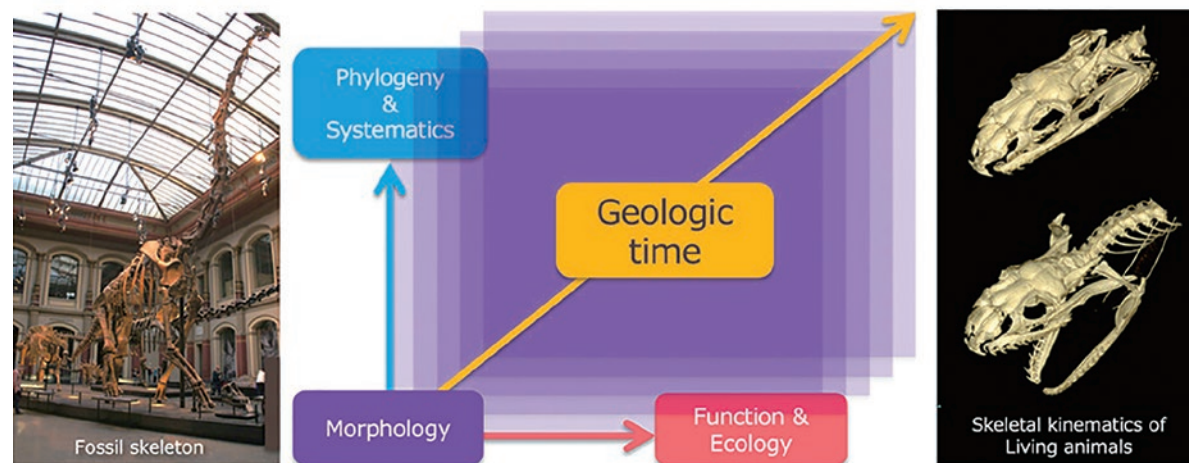 Phylogeny
&
Systematics
Geologic
time
Morphology
Function &
Ecology
Fossil skeleton
Skeletal kinematics of
Living animals